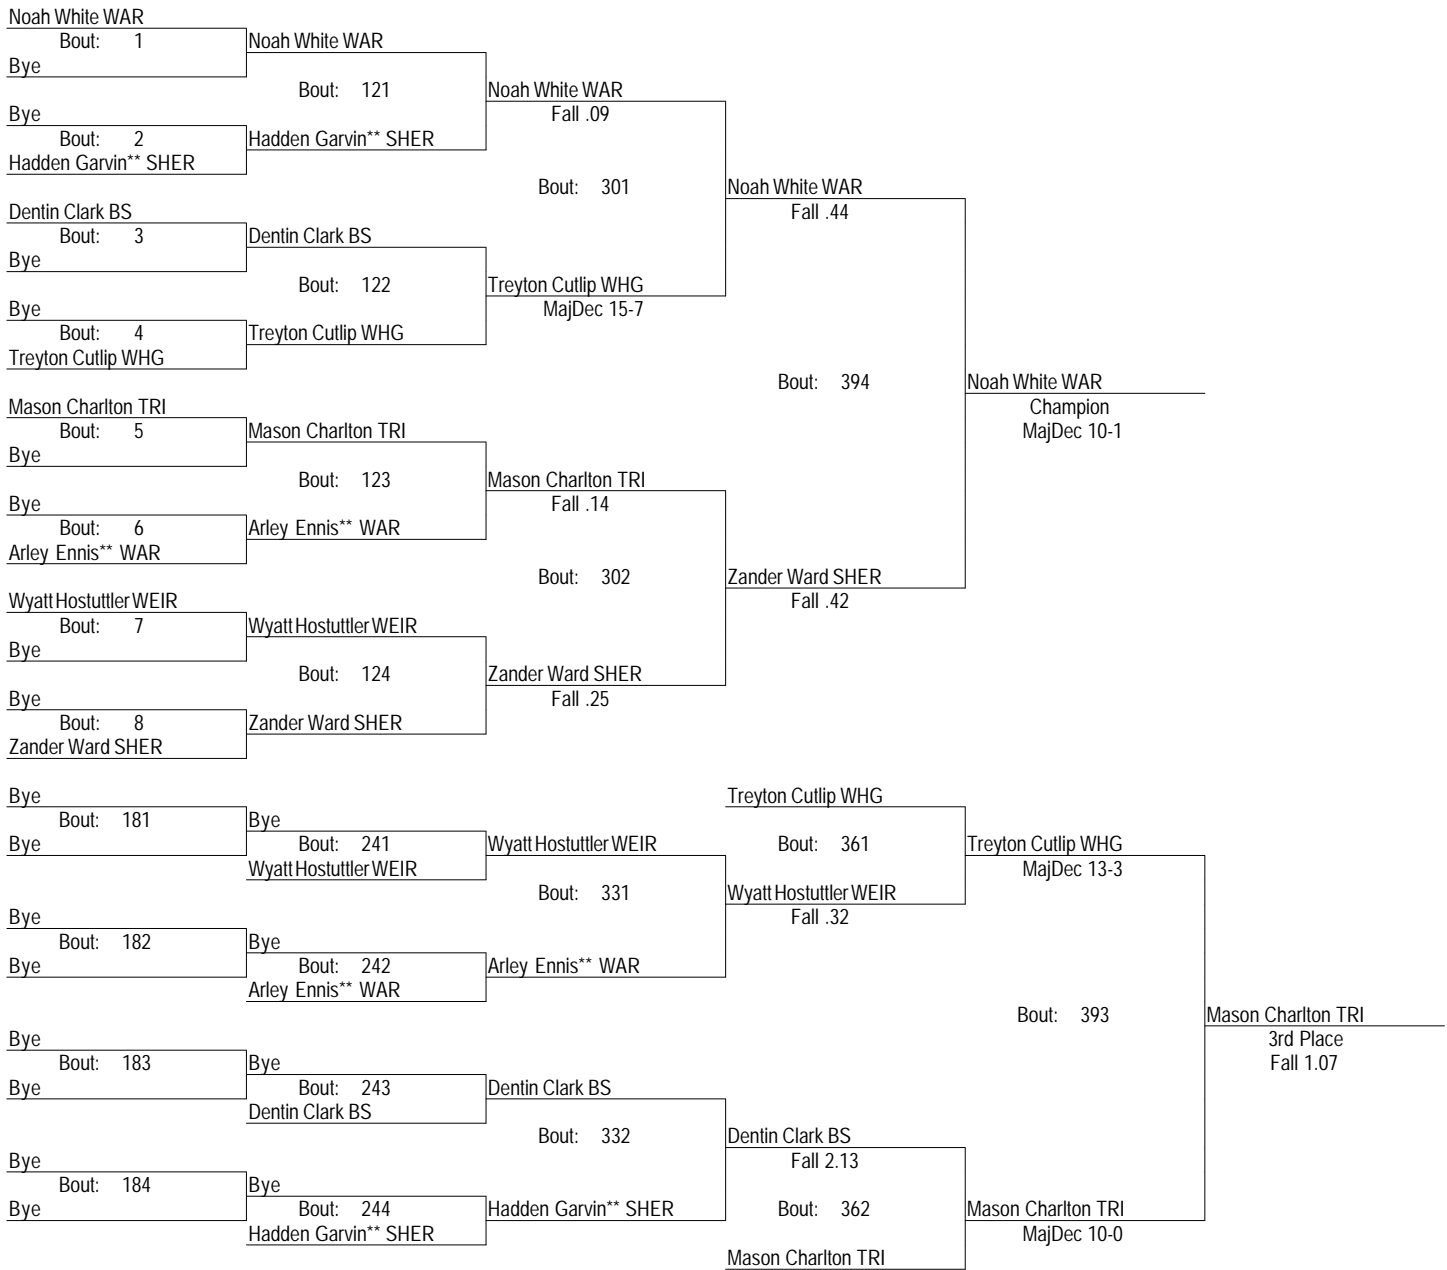 Noah White WAR
Bout: 1
Noah White WAR
Bye
Bout: 121
Noah White WAR
Bye
Fall .09
Bout: 2
Hadden Garvin** SHER
Hadden Garvin** SHER
Bout: 301
Noah White WAR
Dentin Clark BS
Fall .44
Bout: 3
Dentin Clark BS
Bye
Bout: 122
Treyton Cutlip WHG
Bye
MajDec 15-7
Bout: 4
Treyton Cutlip WHG
Treyton Cutlip WHG
Bout: 394
Noah White WAR
Mason Charlton TRI
Champion
Bout: 5
Mason Charlton TRI
MajDec 10-1
Bye
Bout: 123
Mason Charlton TRI
Bye
Fall .14
Bout: 6
Arley Ennis** WAR
Arley Ennis** WAR
Bout: 302
Zander Ward SHER
Wyatt Hostuttler WEIR
Fall .42
Bout: 7
Wyatt Hostuttler WEIR
Bye
Bout: 124
Zander Ward SHER
Bye
Fall .25
Bout: 8
Zander Ward SHER
Zander Ward SHER
Bye
Treyton Cutlip WHG
Bout: 181
Bye
Bye
Bout: 241
Wyatt Hostuttler WEIR
Bout: 361
Treyton Cutlip WHG
Wyatt Hostuttler WEIR
MajDec 13-3
Bout: 331
Wyatt Hostuttler WEIR
Bye
Fall .32
Bout: 182
Bye
Bye
Bout: 242
Arley Ennis** WAR
Arley Ennis** WAR
Bout: 393
Mason Charlton TRI
Bye
3rd Place
Bout: 183
Bye
Fall 1.07
Bye
Bout: 243
Dentin Clark BS
Dentin Clark BS
Bout: 332
Dentin Clark BS
Bye
Fall 2.13
Bout: 184
Bye
Bye
Bout: 244
Hadden Garvin** SHER
Bout: 362
Mason Charlton TRI
Hadden Garvin** SHER
MajDec 10-0
Mason Charlton TRI